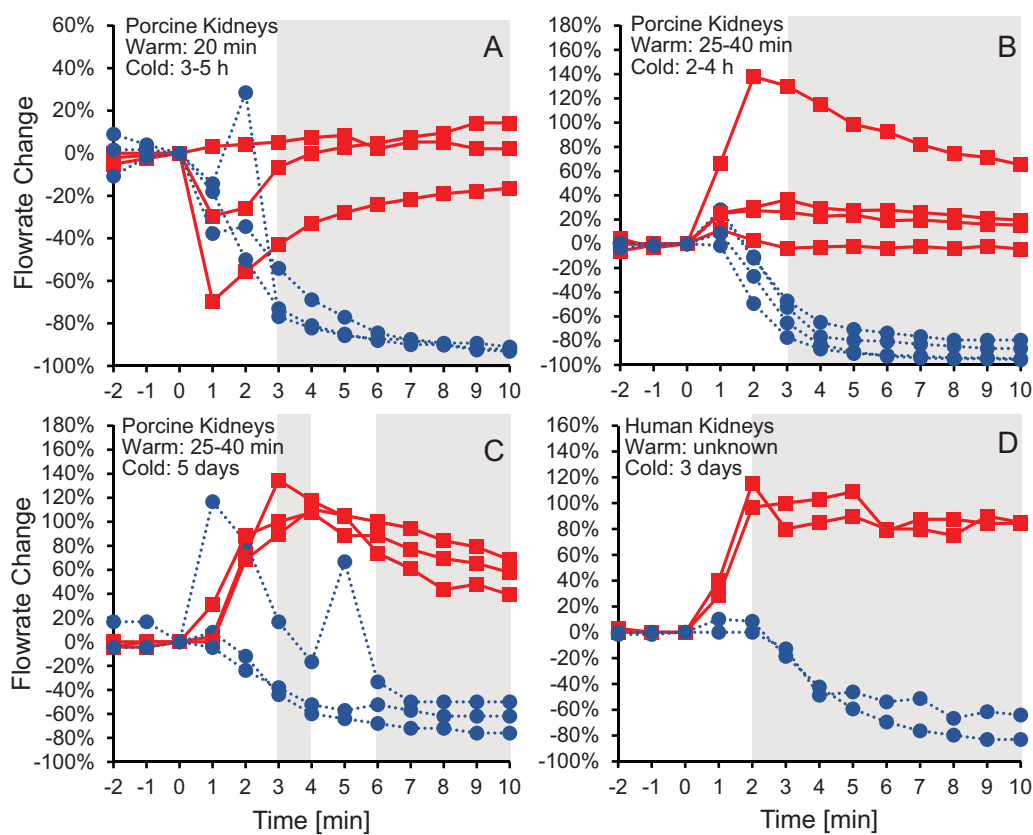 Porcine Kidneys
Warm: 20 min
Cold: 3-5 h
A
60%
40%
20%
0%
-20%
-40%
-60%
-80%
-100%
Flowrate Change
-2 -1 0 1 2 3 4 5 6 7 8 9 10
Porcine Kidneys
Warm: 25-40 min
Cold: 2-4 h
B
180%
160%
140%
120%
100%
80%
60%
40%
20%
0%
-20%
-40%
-60%
-80%
-100%
-2 -1 0 1 2 3 4 5 6 7 8 9 10
Porcine Kidneys
Warm: 25-40 min
Cold: 5 days
C
180%
160%
140%
120%
100%
80%
60%
40%
20%
0%
-20%
-40%
-60%
-80%
-100%
Flowrate Change
-2 -1 0 1 2 3 4 5 6 7 8 9 10
Time [min]
Human Kidneys
Warm: unknown
Cold: 3 days
D
180%
160%
140%
120%
100%
80%
60%
40%
20%
0%
-20%
-40%
-60%
-80%
-100%
-2 -1 0 1 2 3 4 5 6 7 8 9 10
Time [min]